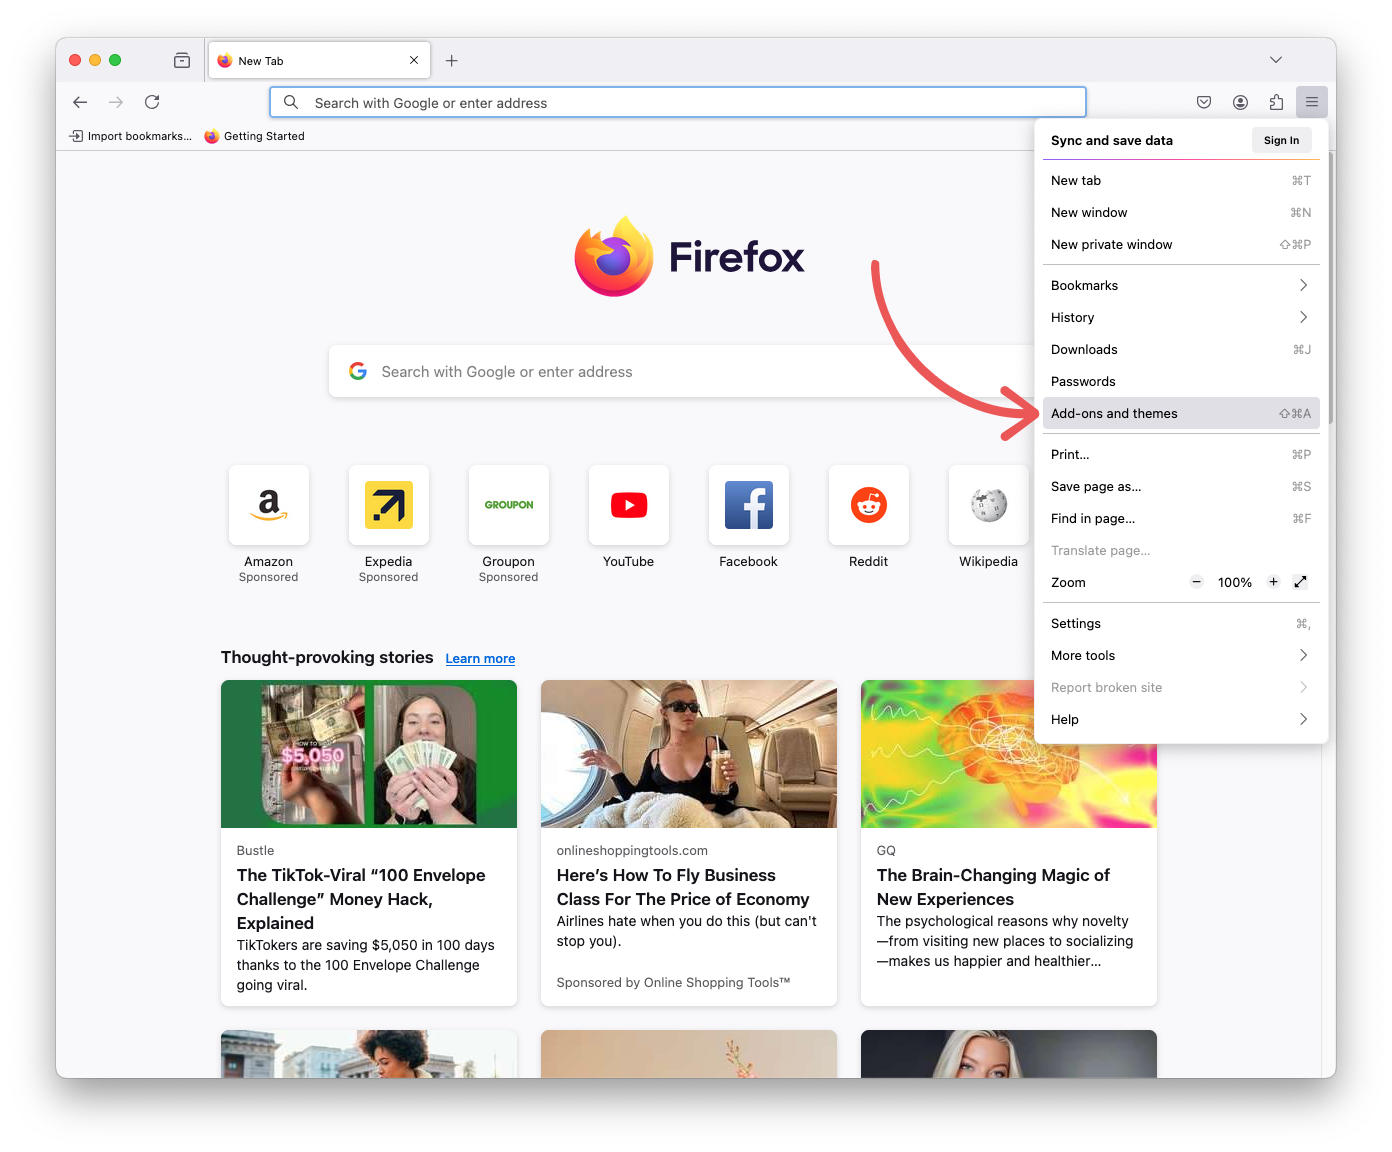 New Tab
Search with Google or enter address
Import bookmarks...
Getting Started
Sync and save data
Sign In
New tab ⌘T
New window ⌘N
New private window ⇧⌘P
Bookmarks
History
Downloads ⌘J
Passwords
Add-ons and themes ⇧⌘A
Print... ⌘P
Save page as... ⌘S
Find in page... ⌘F
Translate page...
Zoom − 100% +
Settings ⌘,
More tools
Report broken site
Help
Firefox
Search with Google or enter address
a
GROUPON
Amazon
Sponsored
Expedia
Sponsored
Groupon
Sponsored
YouTube
Facebook
Reddit
Wikipedia
Thought-provoking stories Learn more
$5,050
Bustle
The TikTok-Viral “100 Envelope
Challenge” Money Hack,
Explained
TikTokers are saving $5,050 in 100 days
thanks to the 100 Envelope Challenge
going viral.
onlineshoppingtools.com
Here’s How To Fly Business
Class For The Price of Economy
Airlines hate when you do this (but can't
stop you).
Sponsored by Online Shopping Tools™
GQ
The Brain-Changing Magic of
New Experiences
The psychological reasons why novelty
—from visiting new places to socializing
—makes us happier and healthier...